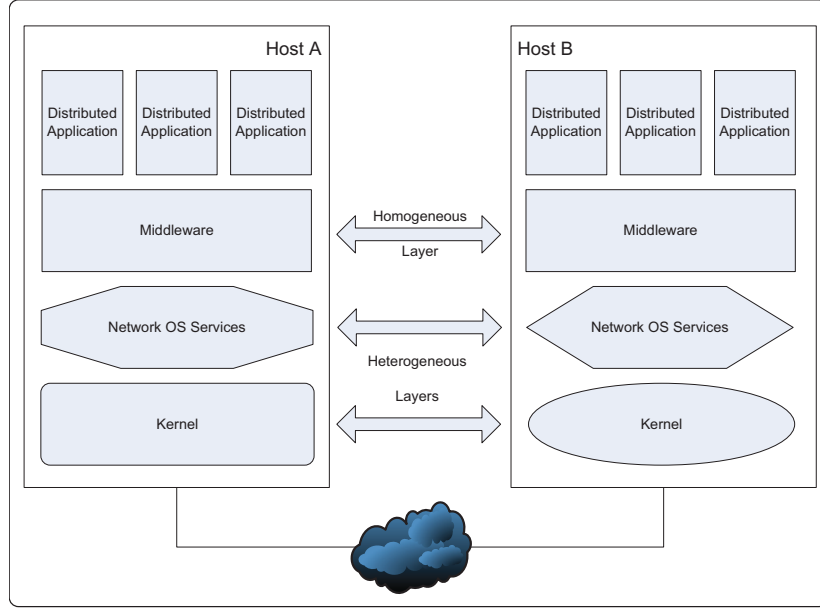 Host A
Host B
Distributed
Application
Distributed
Application
Distributed
Application
Distributed
Application
Distributed
Application
Distributed
Application
Middleware
Homogeneous
Layer
Middleware
Network OS Services
Network OS Services
Heterogeneous
Layers
Kernel
Kernel